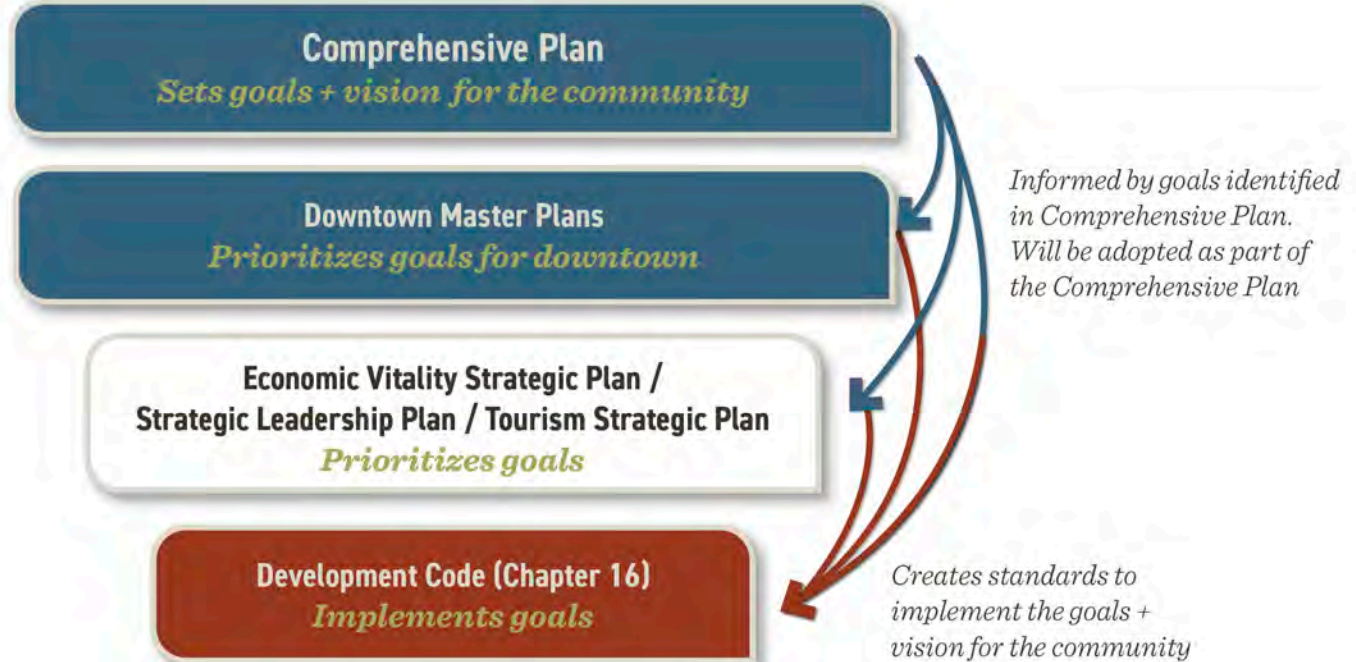 Comprehensive Plan
Sets goals + vision for the community
Downtown Master Plans
Prioritizes goals for downtown
Informed by goals identified
in Comprehensive Plan.
Will be adopted as part of
the Comprehensive Plan
Economic Vitality Strategic Plan /
Strategic Leadership Plan / Tourism Strategic Plan
Prioritizes goals
Development Code (Chapter 16)
Implements goals
Creates standards to
implement the goals +
vision for the community